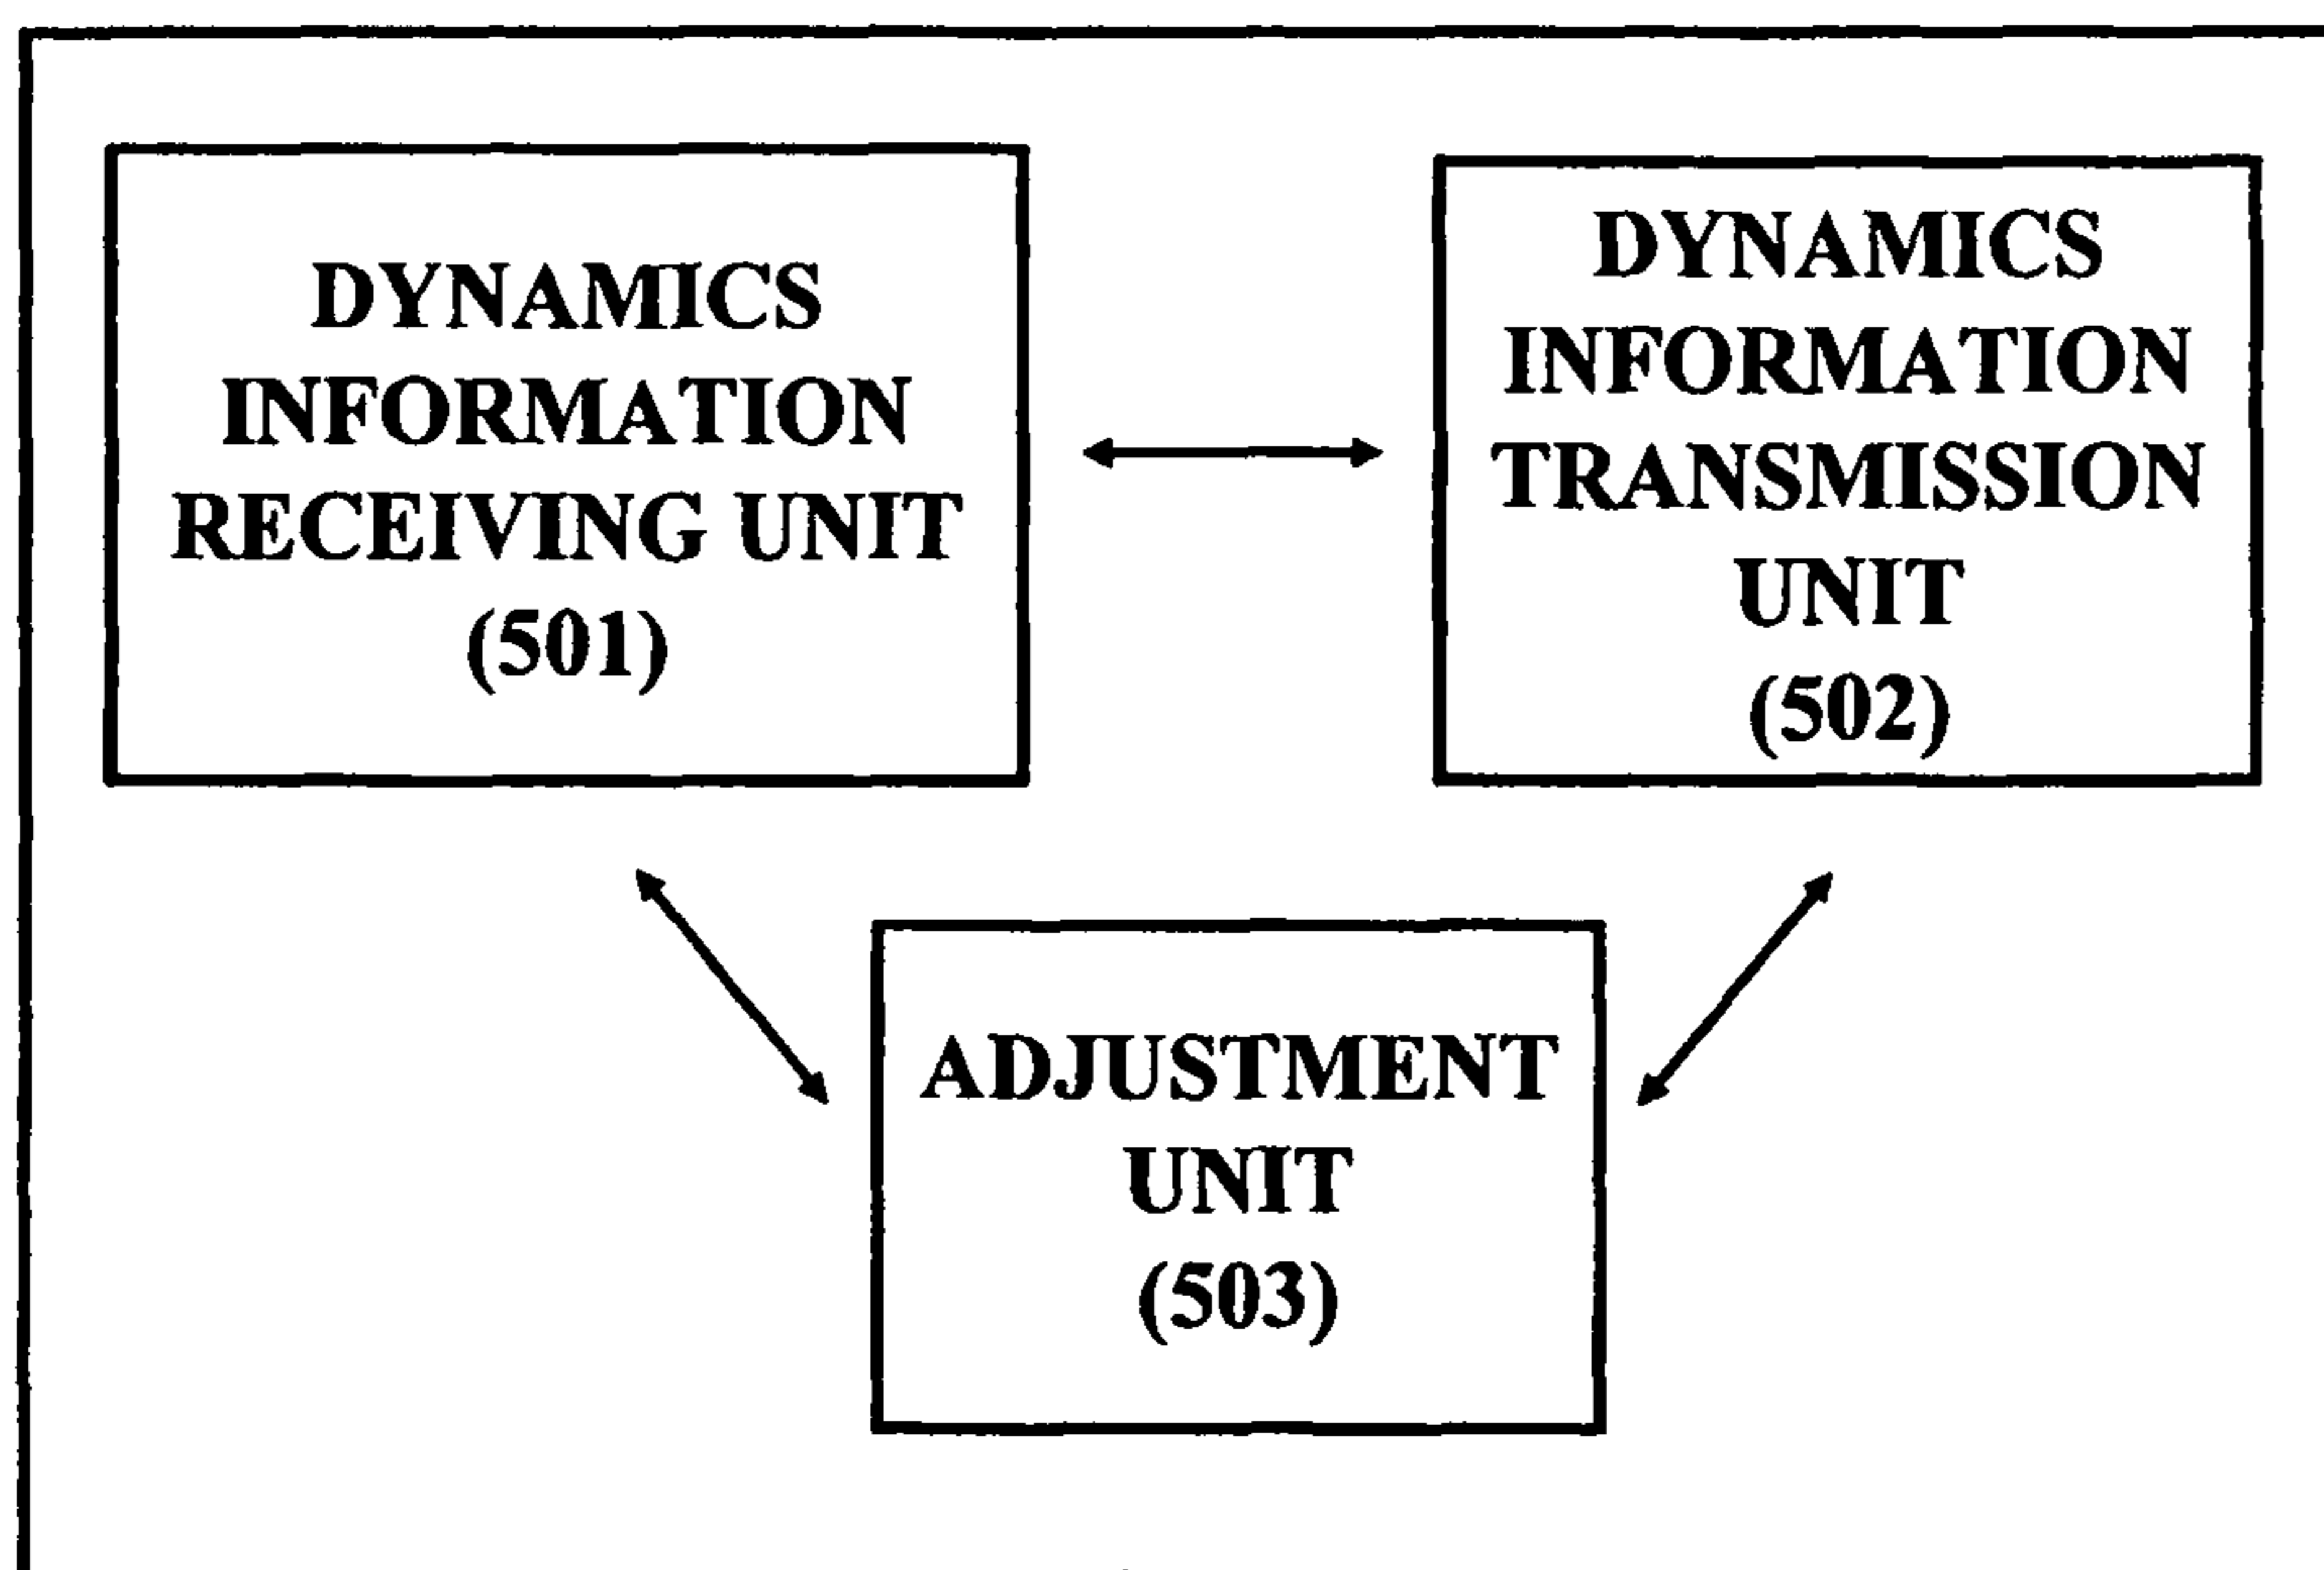 DYNAMICS
INFORMATION
RECEIVING UNIT
(501)
DYNAMICS
INFORMATION
TRANSMISSION
UNIT
(502)
ADJUSTMENT
UNIT
(503)